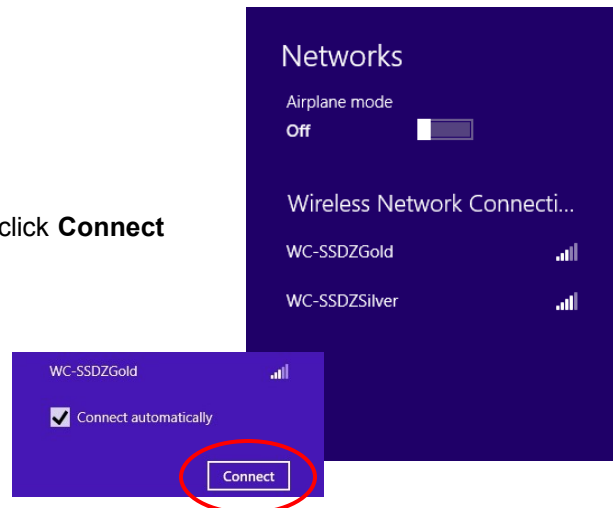 Networks
Airplane mode
Off
Wireless Network Connecti...
click Connect
WC-SSDZGold
WC-SSDZSilver
WC-SSDZGold
Connect automatically
Connect